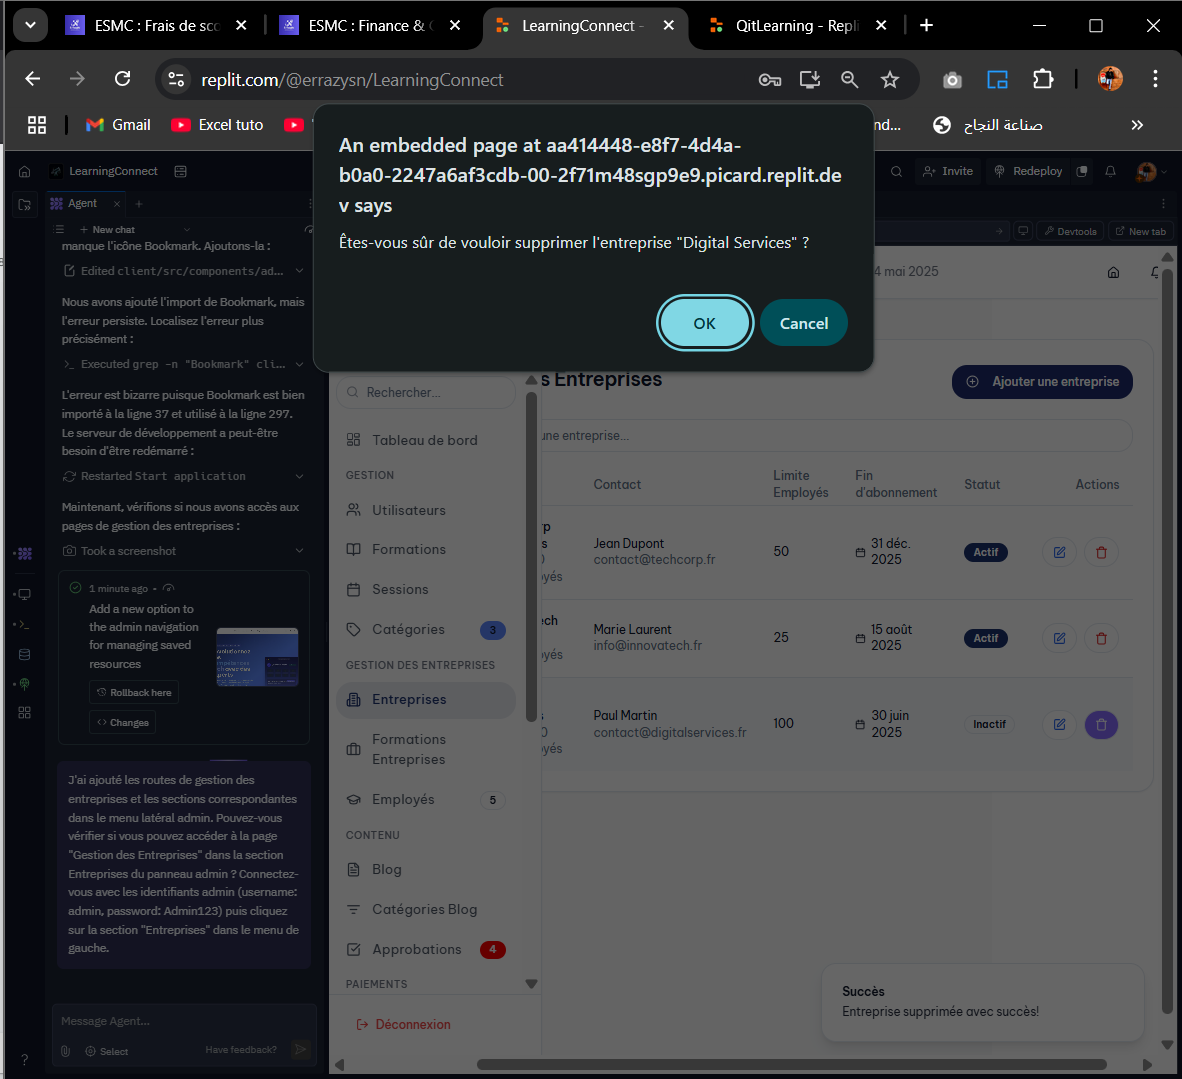 ESMC : Frais de sco
ESMC : Finance & C
LearningConnect -
QitLearning - Repli
replit.com/@errazysn/LearningConnect
Gmail
Excel tuto
nd...
صناعة النجاح
An embedded page at aa414448-e8f7-4d4a-
b0a0-2247a6af3cdb-00-2f71m48sgp9e9.picard.replit.de
v says
Êtes-vous sûr de vouloir supprimer l'entreprise "Digital Services" ?
OK
Cancel
LearningConnect
Invite
Redeploy
Agent
New chat
Devtools
New tab
manque l'icône Bookmark. Ajoutons-la :
Edited client/src/components/ad...
Nous avons ajouté l'import de Bookmark, mais
l'erreur persiste. Localisez l'erreur plus
précisément :
Executed grep -n "Bookmark" cli...
L'erreur est bizarre puisque Bookmark est bien
importé à la ligne 37 et utilisé à la ligne 297.
Le serveur de développement a peut-être
besoin d'être redémarré :
Restarted Start application
Maintenant, vérifions si nous avons accès aux
pages de gestion des entreprises :
Took a screenshot
1 minute ago
Add a new option to
the admin navigation
for managing saved
resources
Rollback here
Changes
J'ai ajouté les routes de gestion des
entreprises et les sections correspondantes
dans le menu latéral admin. Pouvez-vous
vérifier si vous pouvez accéder à la page
"Gestion des Entreprises" dans la section
Entreprises du panneau admin ? Connectez-
vous avec les identifiants admin (username:
admin, password: Admin123) puis cliquez
sur la section "Entreprises" dans le menu de
gauche.
Message Agent...
Select
Have feedback?
?
Rechercher...
Tableau de bord
GESTION
Utilisateurs
Formations
Sessions
Catégories 3
GESTION DES ENTREPRISES
Entreprises
Formations
Entreprises
Employés 5
CONTENU
Blog
Catégories Blog
Approbations 4
PAIEMENTS
Déconnexion
4 mai 2025
s Entreprises
Ajouter une entreprise
une entreprise...
Contact
Limite
Employés
Fin
d'abonnement
Statut
Actions
rp
s
0
yés
Jean Dupont
contact@techcorp.fr
50
31 déc.
2025
Actif
ech
yés
Marie Laurent
info@innovatech.fr
25
15 août
2025
Actif
s
0
yés
Paul Martin
contact@digitalservices.fr
100
30 juin
2025
Inactif
Succès
Entreprise supprimée avec succès!